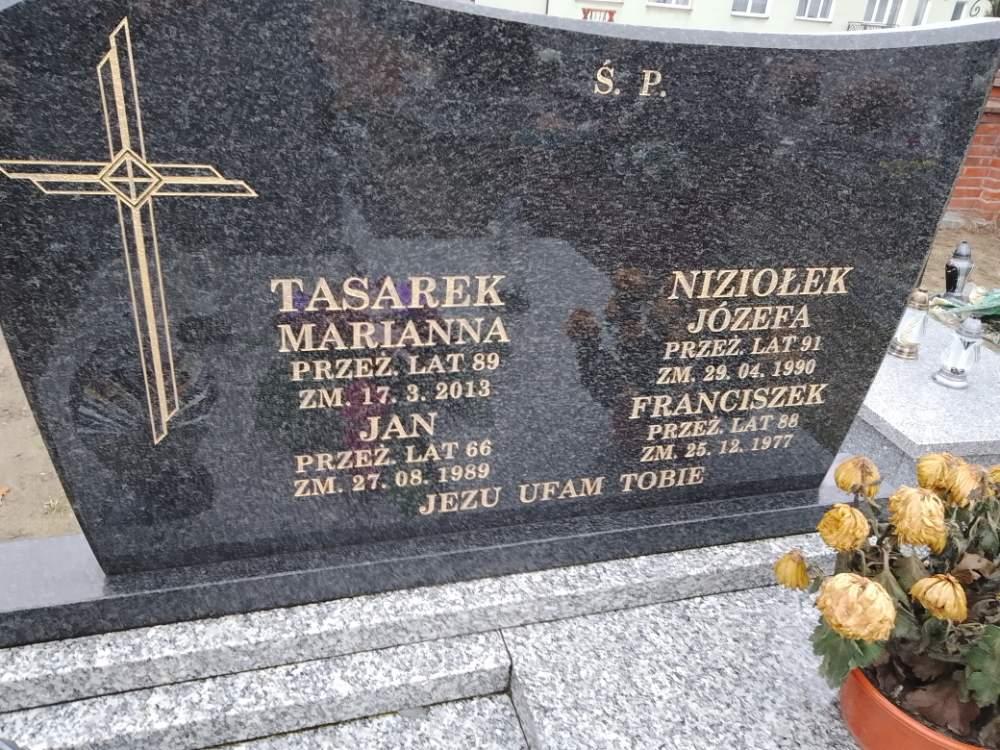 Ś. P.
TASAREK
MARIANNA
PRZEŻ. LAT 89
ZM. 17. 3. 2013
JAN
PRZEŻ. LAT 66
ZM. 27. 08. 1989
NIZIOŁEK
JÓZEFA
PRZEŻ. LAT 91
ZM. 29. 04. 1990
FRANCISZEK
PRZEŻ. LAT 88
ZM. 25. 12. 1977
JEZU UFAM TOBIE